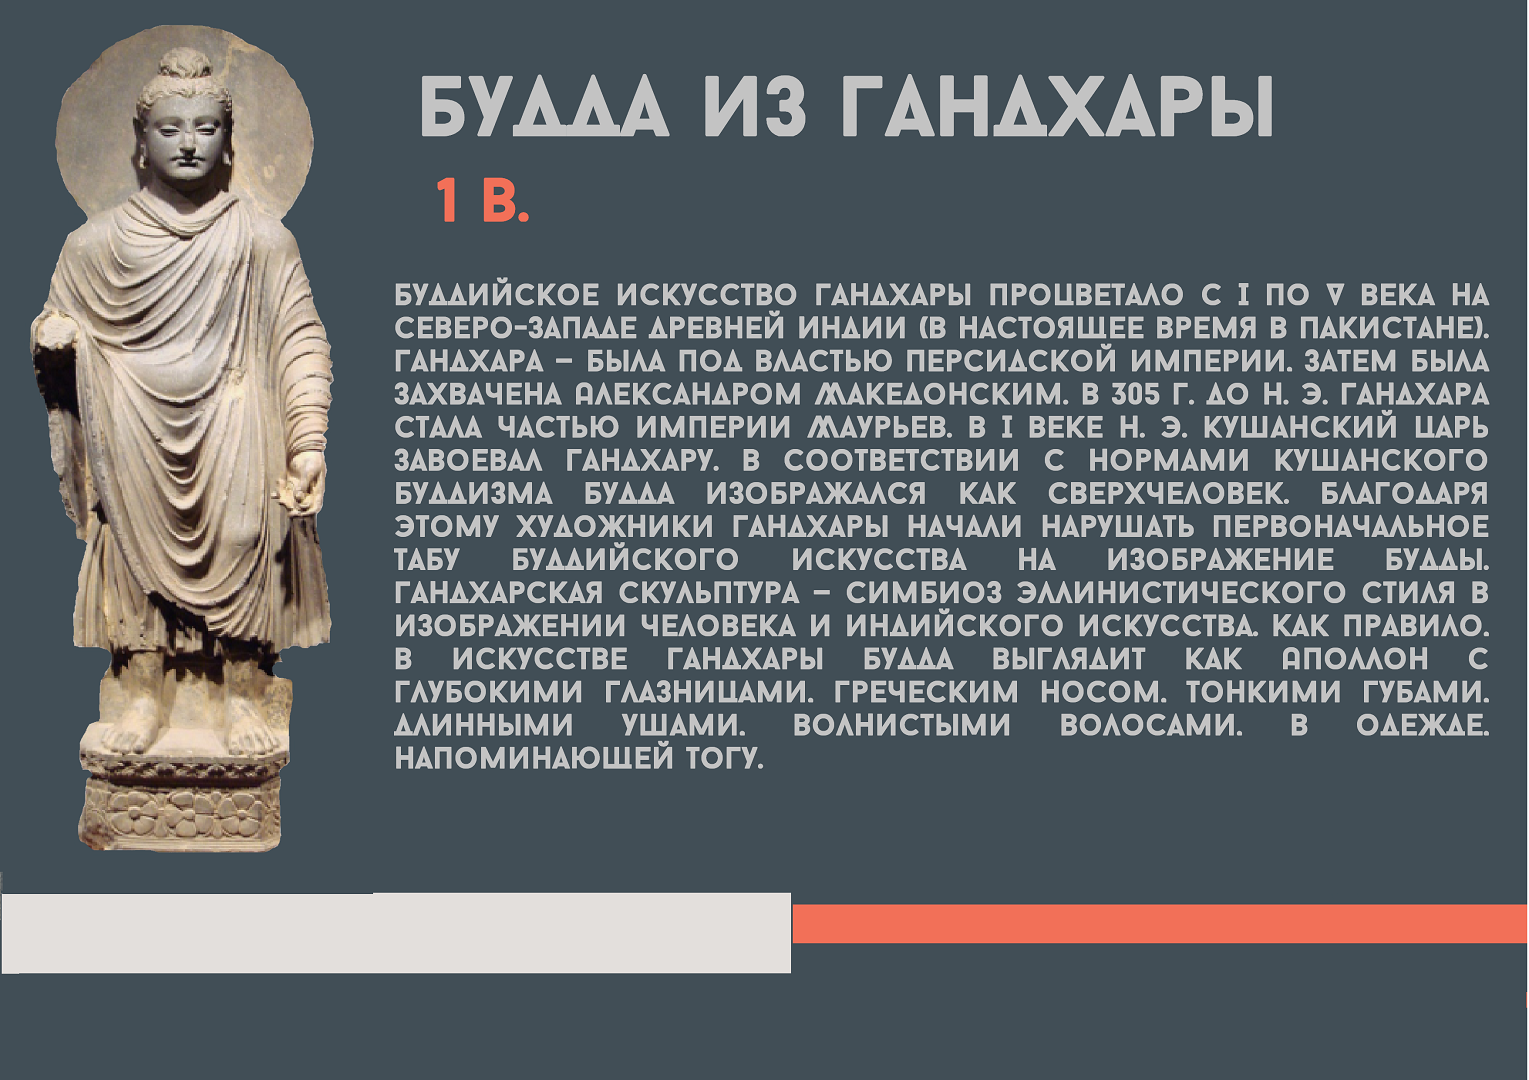 БУДДА ИЗ ГАНДХАРЫ
1 В.
БУДДИЙСКОЕ ИСКУССТВО ГАНДХАРЫ ПРОЦВЕТАЛО С I ПО V ВЕКА НА
СЕВЕРО-ЗАПАДЕ ДРЕВНЕЙ ИНДИИ (В НАСТОЯЩЕЕ ВРЕМЯ В ПАКИСТАНЕ).
ГАНДХАРА – БЫЛА ПОД ВЛАСТЬЮ ПЕРСИДСКОЙ ИМПЕРИИ. ЗАТЕМ БЫЛА
ЗАХВАЧЕНА АЛЕКСАНДРОМ МАКЕДОНСКИМ. В 305 Г. ДО Н. Э. ГАНДХАРА
СТАЛА ЧАСТЬЮ ИМПЕРИИ МАУРЬЕВ. В I ВЕКЕ Н. Э. КУШАНСКИЙ ЦАРЬ
ЗАВОЕВАЛ ГАНДХАРУ. В СООТВЕТСТВИИ С НОРМАМИ КУШАНСКОГО
БУДДИЗМА БУДДА ИЗОБРАЖАЛСЯ КАК СВЕРХЧЕЛОВЕК. БЛАГОДАРЯ
ЭТОМУ ХУДОЖНИКИ ГАНДХАРЫ НАЧАЛИ НАРУШАТЬ ПЕРВОНАЧАЛЬНОЕ
ТАБУ БУДДИЙСКОГО ИСКУССТВА НА ИЗОБРАЖЕНИЕ БУДДЫ.
ГАНДХАРСКАЯ СКУЛЬПТУРА – СИМБИОЗ ЭЛЛИНИСТИЧЕСКОГО СТИЛЯ В
ИЗОБРАЖЕНИИ ЧЕЛОВЕКА И ИНДИЙСКОГО ИСКУССТВА. КАК ПРАВИЛО.
В ИСКУССТВЕ ГАНДХАРЫ БУДДА ВЫГЛЯДИТ КАК АПОЛЛОН С
ГЛУБОКИМИ ГЛАЗНИЦАМИ. ГРЕЧЕСКИМ НОСОМ. ТОНКИМИ ГУБАМИ.
ДЛИННЫМИ УШАМИ. ВОЛНИСТЫМИ ВОЛОСАМИ. В ОДЕЖДЕ.
НАПОМИНАЮЩЕЙ ТОГУ.